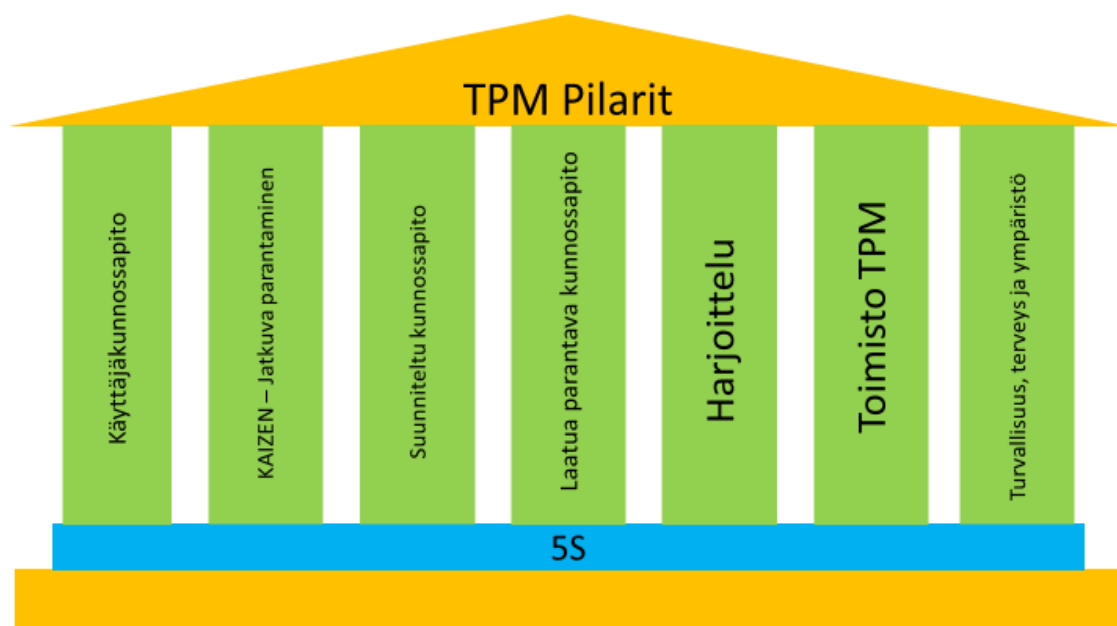 TPM Pilarit
Käyttäjäkunnossapito
KAIZEN – Jatkuva parantaminen
Suunniteltu kunnossapito
Laatua parantava kunnossapito
Harjoittelu
Toimisto TPM
Turvallisuus, terveys ja ympäristö
5S